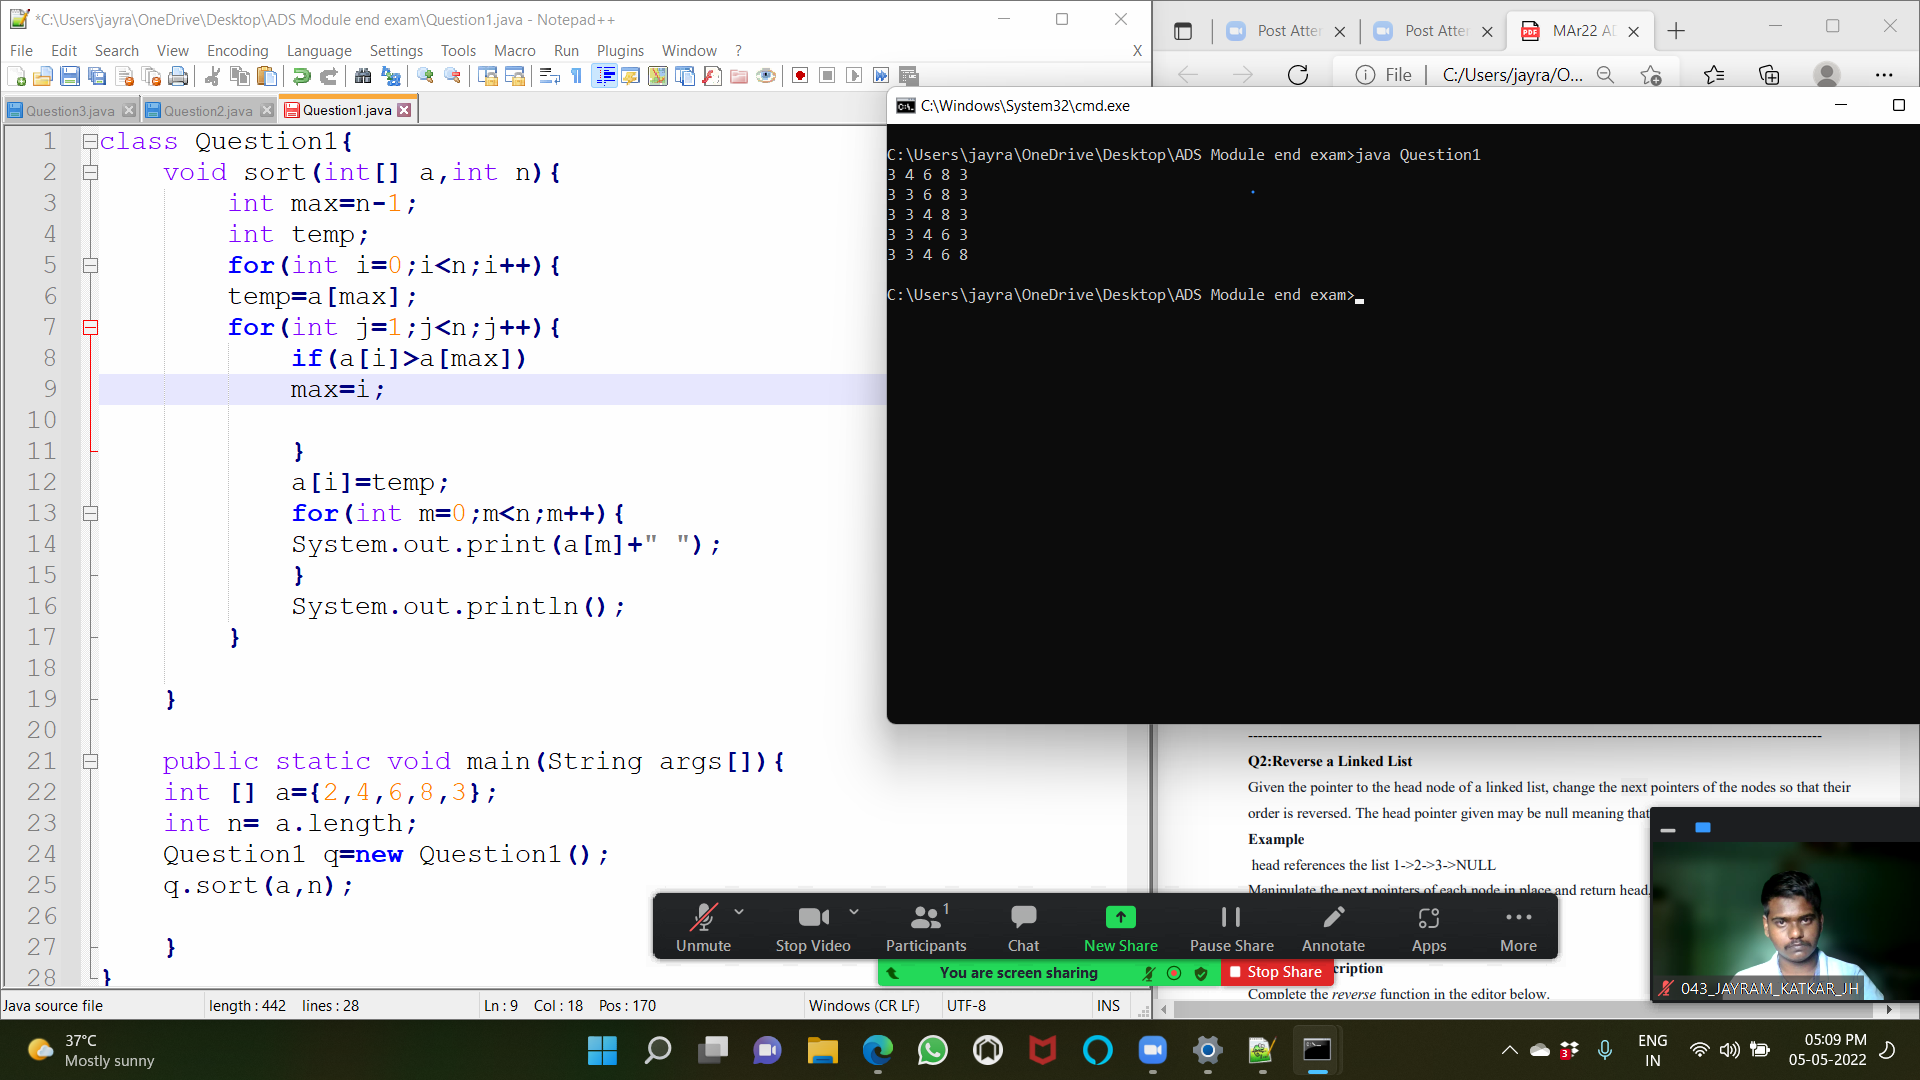 *C:\Users\jayra\OneDrive\Desktop\ADS Module end exam\Question1.java - Notepad++
File Edit Search View Encoding Language Settings Tools Macro Run Plugins Window ? X
Question3.java Question2.java Question1.java
1 class Question1{
2 void sort(int[] a,int n){
3 int max=n-1;
4 int temp;
5 for(int i=0;i<n;i++){
6 temp=a[max];
7 for(int j=1;j<n;j++){
8 if(a[i]>a[max])
9 max=i;
10
11 }
12 a[i]=temp;
13 for(int m=0;m<n;m++){
14 System.out.print(a[m]+" ");
15 }
16 System.out.println();
17 }
18
19 }
20
21 public static void main(String args[]){
22 int [] a={2,4,6,8,3};
23 int n= a.length;
24 Question1 q=new Question1();
25 q.sort(a,n);
26
27 }
28 }
Java source file length : 442 lines : 28 Ln : 9 Col : 18 Pos : 170 Windows (CR LF) UTF-8 INS
Post Atter Post Atter MAr22 AD
File C:/Users/jayra/O...
C:\Windows\System32\cmd.exe
C:\Users\jayra\OneDrive\Desktop\ADS Module end exam>java Question1
3 4 6 8 3
3 3 6 8 3
3 3 4 8 3
3 3 4 6 3
3 3 4 6 8
C:\Users\jayra\OneDrive\Desktop\ADS Module end exam>
Q2:Reverse a Linked List
Given the pointer to the head node of a linked list, change the next pointers of the nodes so that their
order is reversed. The head pointer given may be null meaning that
Example
head references the list 1->2->3->NULL
Manipulate the next pointers of each node in place and return head,
cription
Complete the reverse function in the editor below.
Unmute Stop Video Participants 1 Chat New Share Pause Share Annotate Apps More
You are screen sharing Stop Share
043_JAYRAM_KATKAR_JH
37°C
Mostly sunny
3
ENG
IN
05:09 PM
05-05-2022